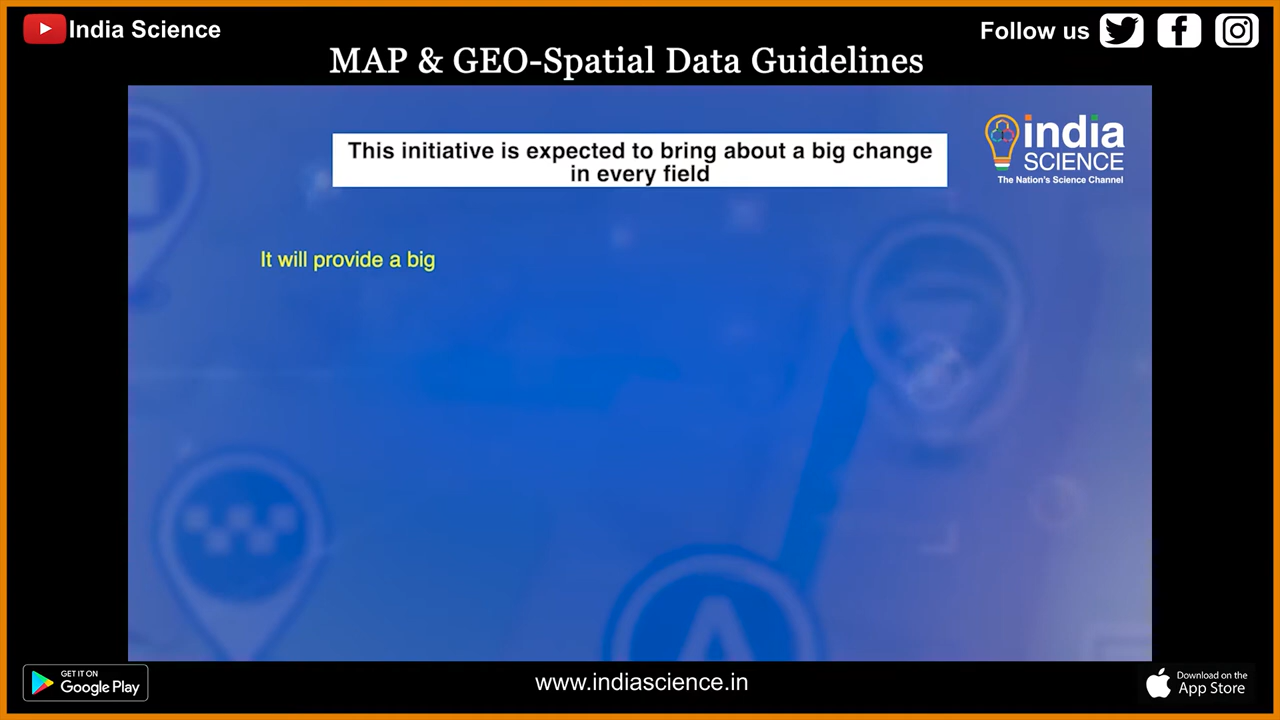 India Science
Follow us
MAP & GEO-Spatial Data Guidelines
This initiative is expected to bring about a big change
in every field
india
SCIENCE
The Nation's Science Channel
It will provide a big
A
GET IT ON
Google Play
www.indiascience.in
Download on the
App Store